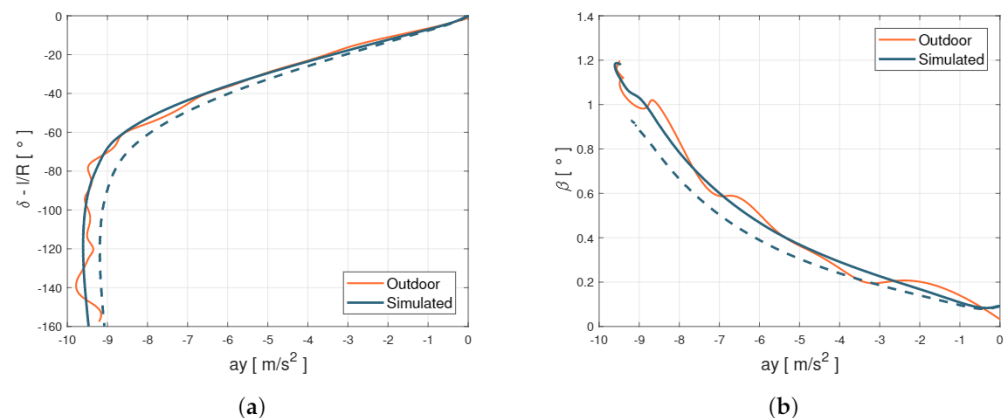 0
-20
-40
-60
-80
-100
-120
-140
-160
δ - l/R [ ° ]
-10 -9 -8 -7 -6 -5 -4 -3 -2 -1 0
ay [ m/s² ]
Outdoor
Simulated
(a)
1.4
1.2
1
0.8
0.6
0.4
0.2
0
β [ ° ]
-10 -9 -8 -7 -6 -5 -4 -3 -2 -1 0
ay [ m/s² ]
Outdoor
Simulated
(b)